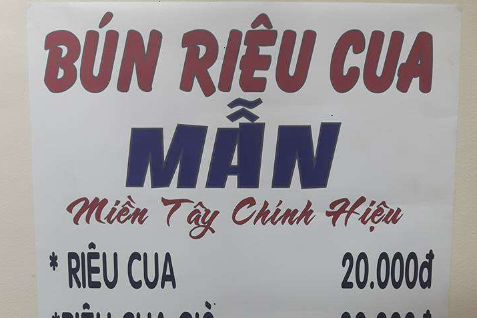 BÚN RIÊU CUA
MẪN
Miền Tây Chính Hiệu
* RIÊU CUA 20.000đ